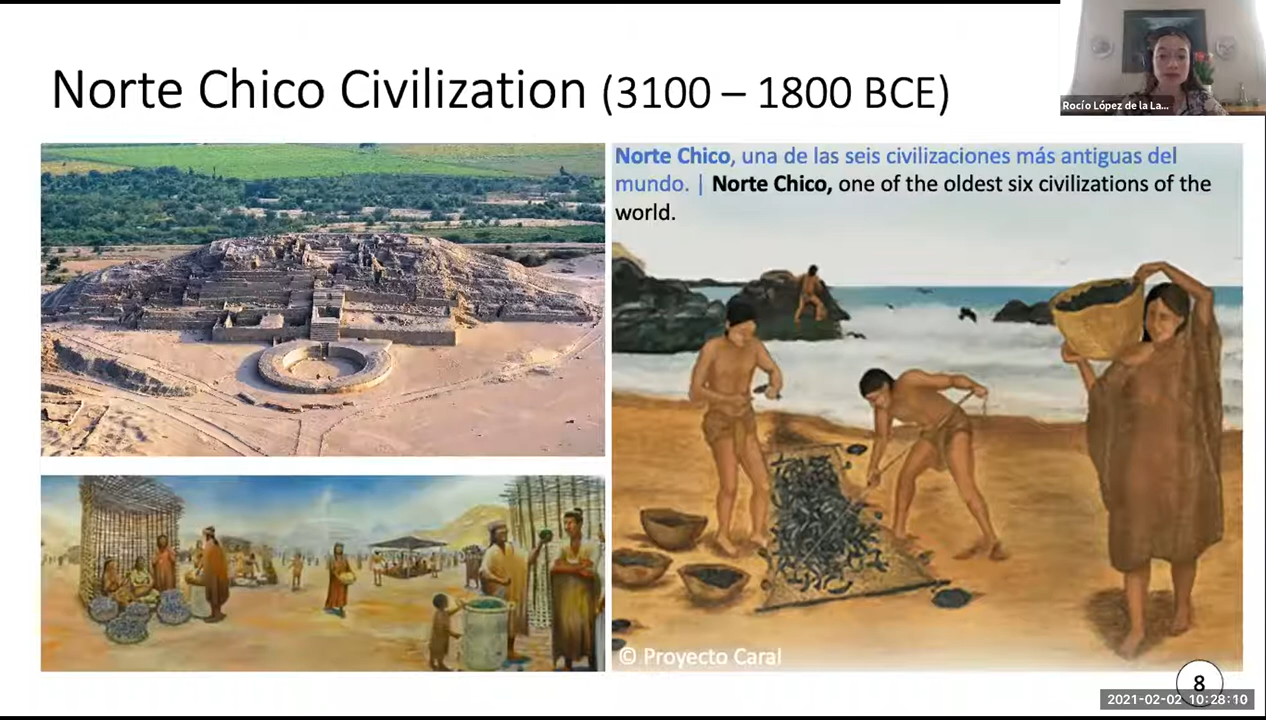 Norte Chico Civilization (3100 – 1800 BCE)
Rocío López de la La...
Norte Chico, una de las seis civilizaciones más antiguas del
mundo. | Norte Chico, one of the oldest six civilizations of the
world.
© Proyecto Caral
8
2021-02-02 10:28:10